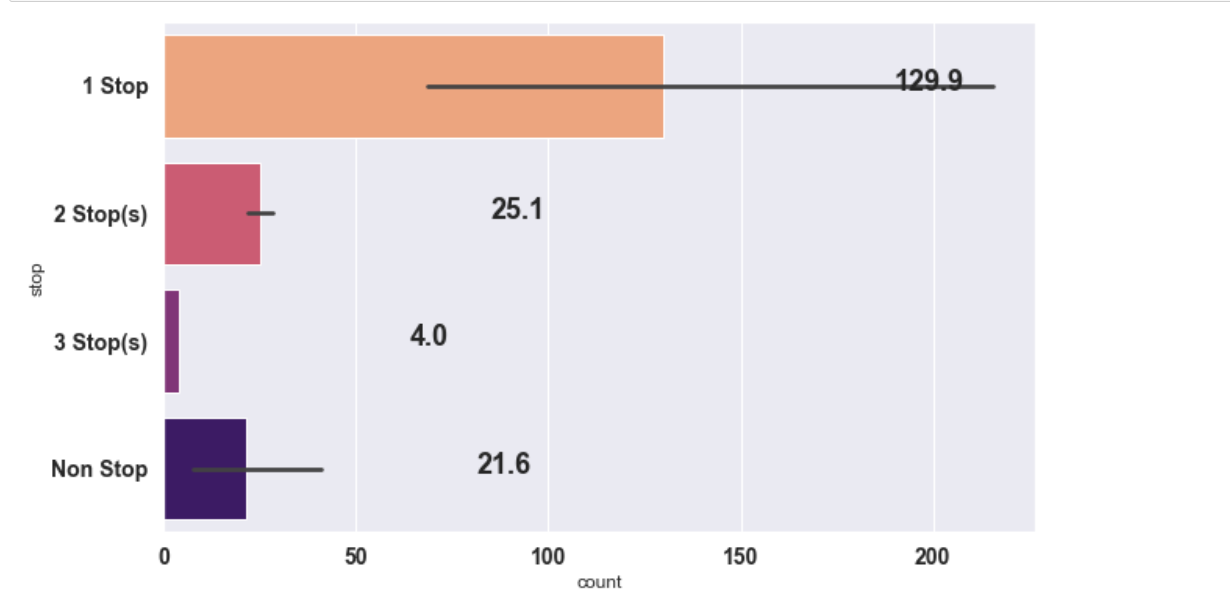 1 Stop
129.9
2 Stop(s)
25.1
3 Stop(s)
4.0
Non Stop
21.6
stop
0 50 100 150 200
count